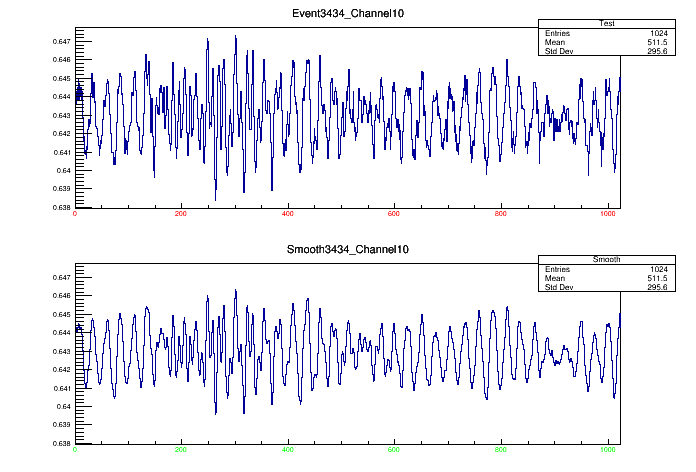 Event3434_Channel10
Test
Entries 1024
Mean 511.5
Std Dev 295.6
0.647
0.646
0.645
0.644
0.643
0.642
0.641
0.64
0.639
0.638
0 200 400 600 800 1000
Smooth3434_Channel10
Smooth
Entries 1024
Mean 511.5
Std Dev 295.6
0.647
0.646
0.645
0.644
0.643
0.642
0.641
0.64
0.639
0.638
0 200 400 600 800 1000